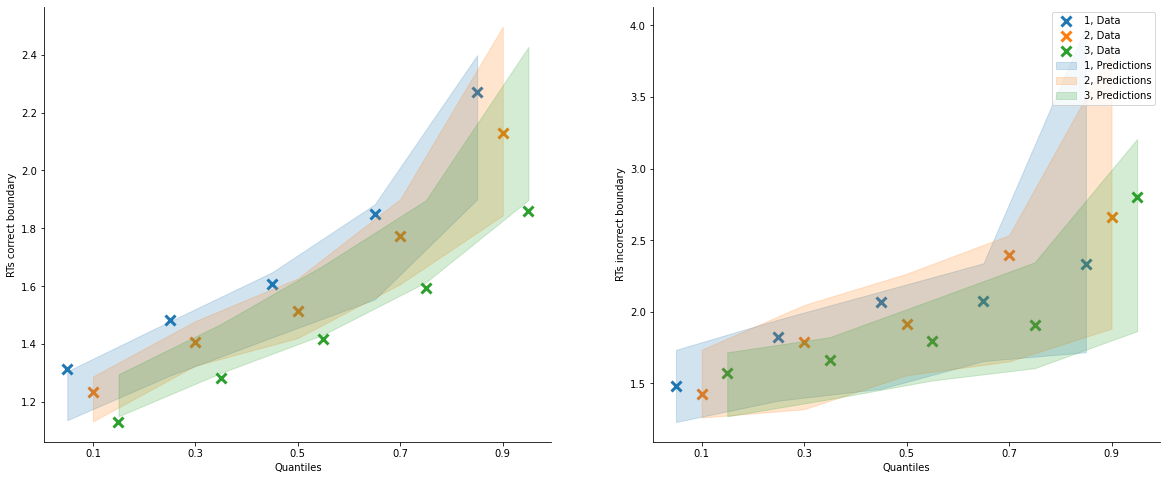 RTs correct boundary
2.4
2.2
2.0
1.8
1.6
1.4
1.2
0.1
0.3
0.5
0.7
0.9
Quantiles
RTs incorrect boundary
4.0
3.5
3.0
2.5
2.0
1.5
0.1
0.3
0.5
0.7
0.9
Quantiles
1, Data
2, Data
3, Data
1, Predictions
2, Predictions
3, Predictions